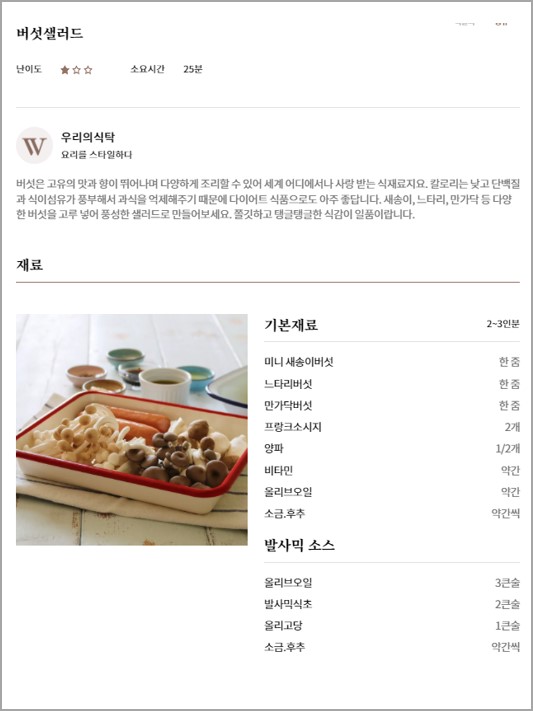 버섯샐러드
난이도 ★☆☆ 소요시간 25분
W 우리의식탁
요리를 스타일하다
버섯은 고유의 맛과 향이 뛰어나며 다양하게 조리할 수 있어 세계 어디에서나 사랑 받는 식재료지요. 칼로리는 낮고 단백질
과 식이섬유가 풍부해서 과식을 억제해주기 때문에 다이어트 식품으로도 아주 좋답니다. 새송이, 느타리, 만가닥 등 다양
한 버섯을 고루 넣어 풍성한 샐러드로 만들어보세요. 쫄깃하고 탱글탱글한 식감이 일품이랍니다.
재료
기본재료 2~3인분
미니 새송이버섯 한 줌
느타리버섯 한 줌
만가닥버섯 한 줌
프랑크소시지 2개
양파 1/2개
비타민 약간
올리브오일 약간
소금.후추 약간씩
발사믹 소스
올리브오일 3큰술
발사믹식초 2큰술
올리고당 1큰술
소금.후추 약간씩